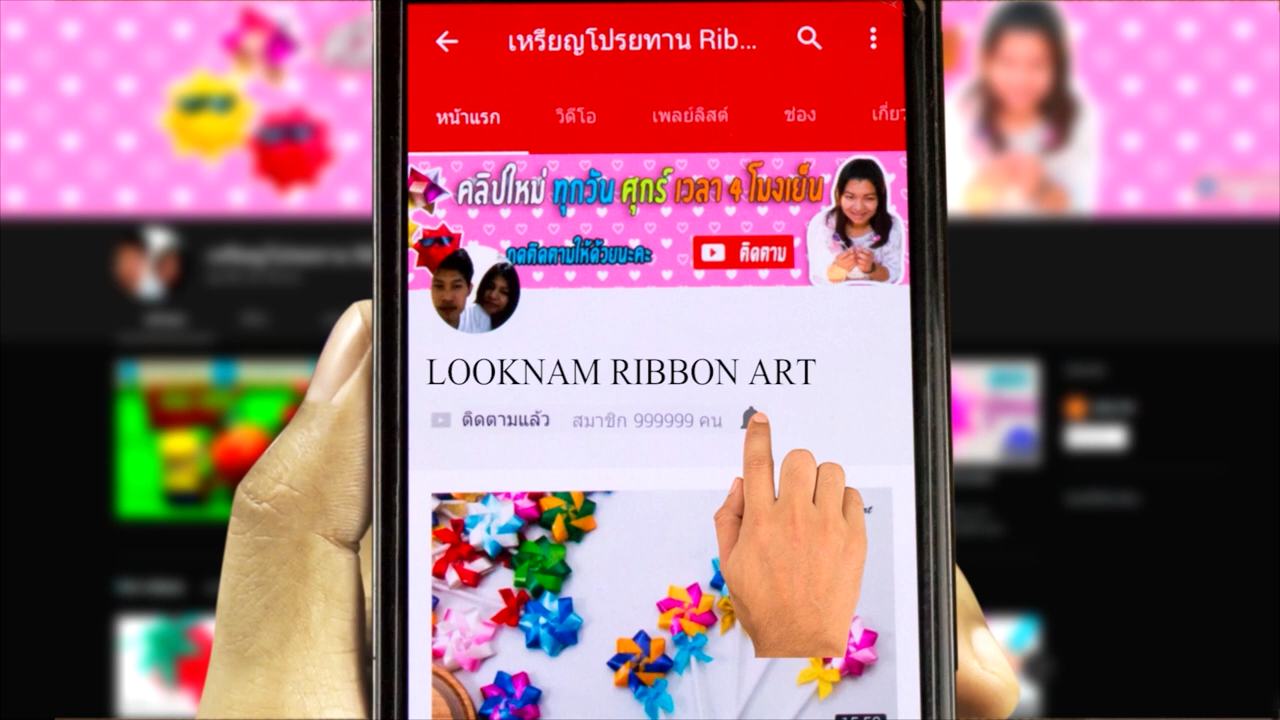 เหรียญโปรยทาน Rib...
หน้าแรก วิดีโอ เพลย์ลิสต์ ช่อง เกี่ยว
คลิปใหม่ ทุกวัน ศุกร์ เวลา 4 โมงเย็น
กดติดตามให้ด้วยนะคะ ติดตาม
LOOKNAM RIBBON ART
ติดตามแล้ว สมาชิก 999999 คน